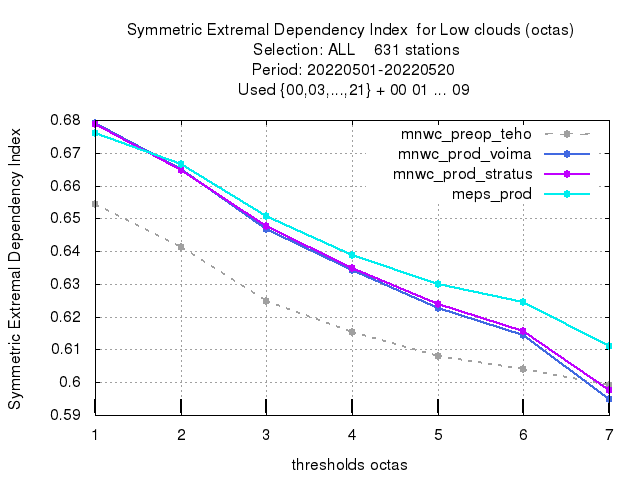 Symmetric Extremal Dependency Index  for Low clouds (octas)
Selection: ALL    631 stations
Period: 20220501-20220520
Used {00,03,...,21} + 00 01 ... 09
Symmetric Extremal Dependency Index
0.68
0.67
0.66
0.65
0.64
0.63
0.62
0.61
0.6
0.59
mnwc_preop_teho
mnwc_prod_voima
mnwc_prod_stratus
meps_prod
1 2 3 4 5 6 7
thresholds octas